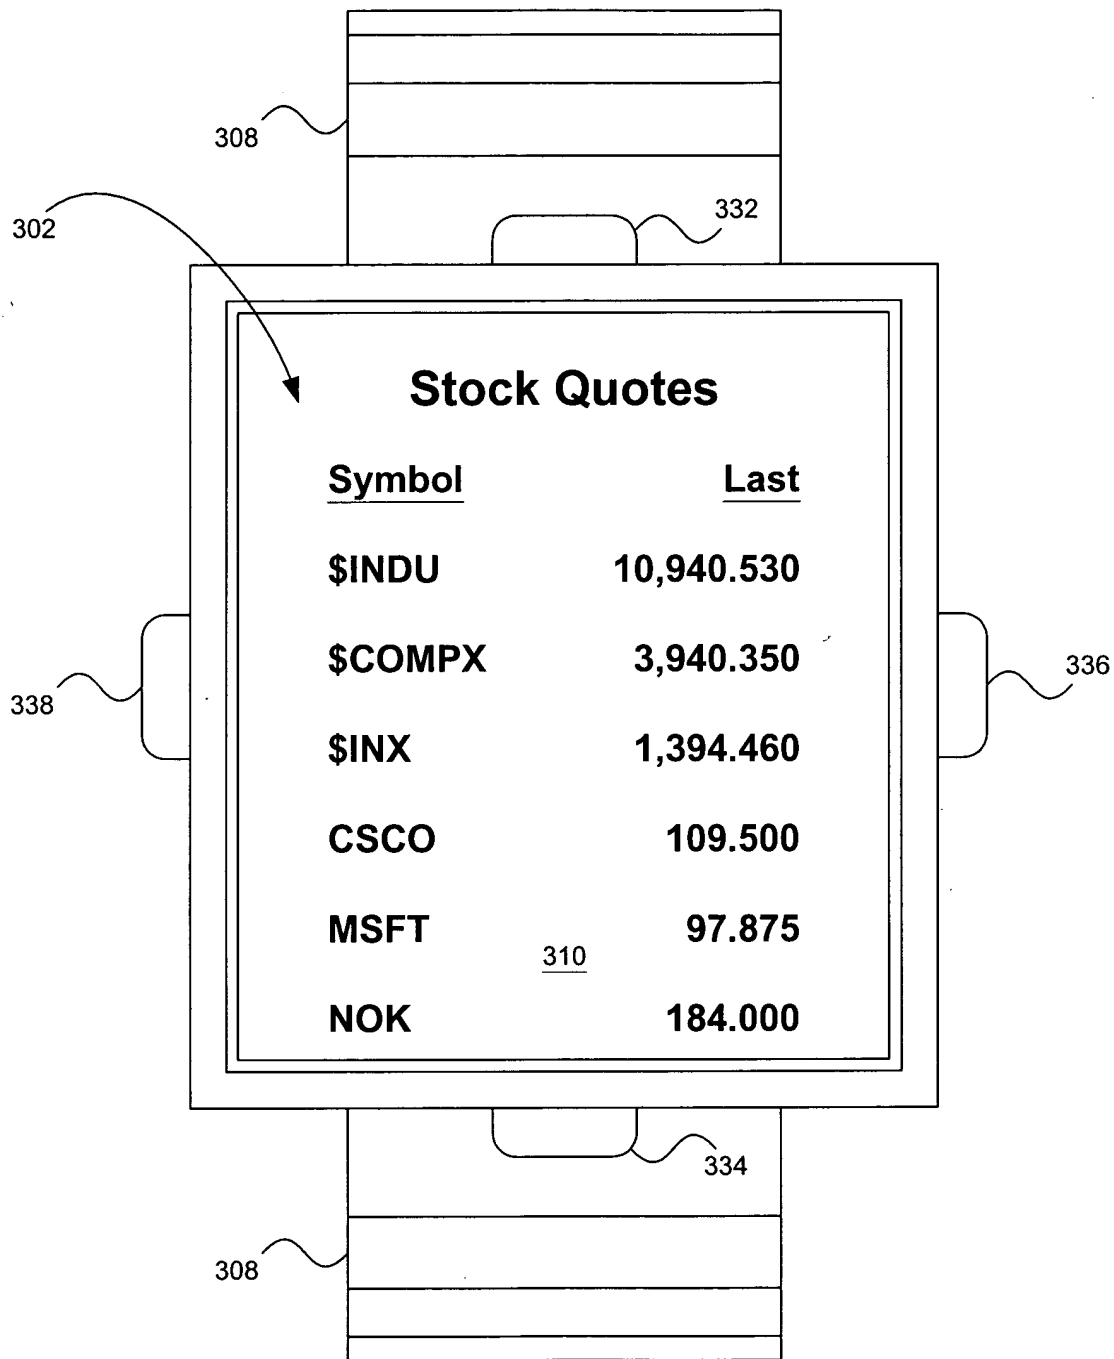 308
302
332
Stock Quotes
Symbol Last
$INDU 10,940.530
$COMPX 3,940.350
338
336
$INX 1,394.460
CSCO 109.500
MSFT 97.875
310
NOK 184.000
334
308